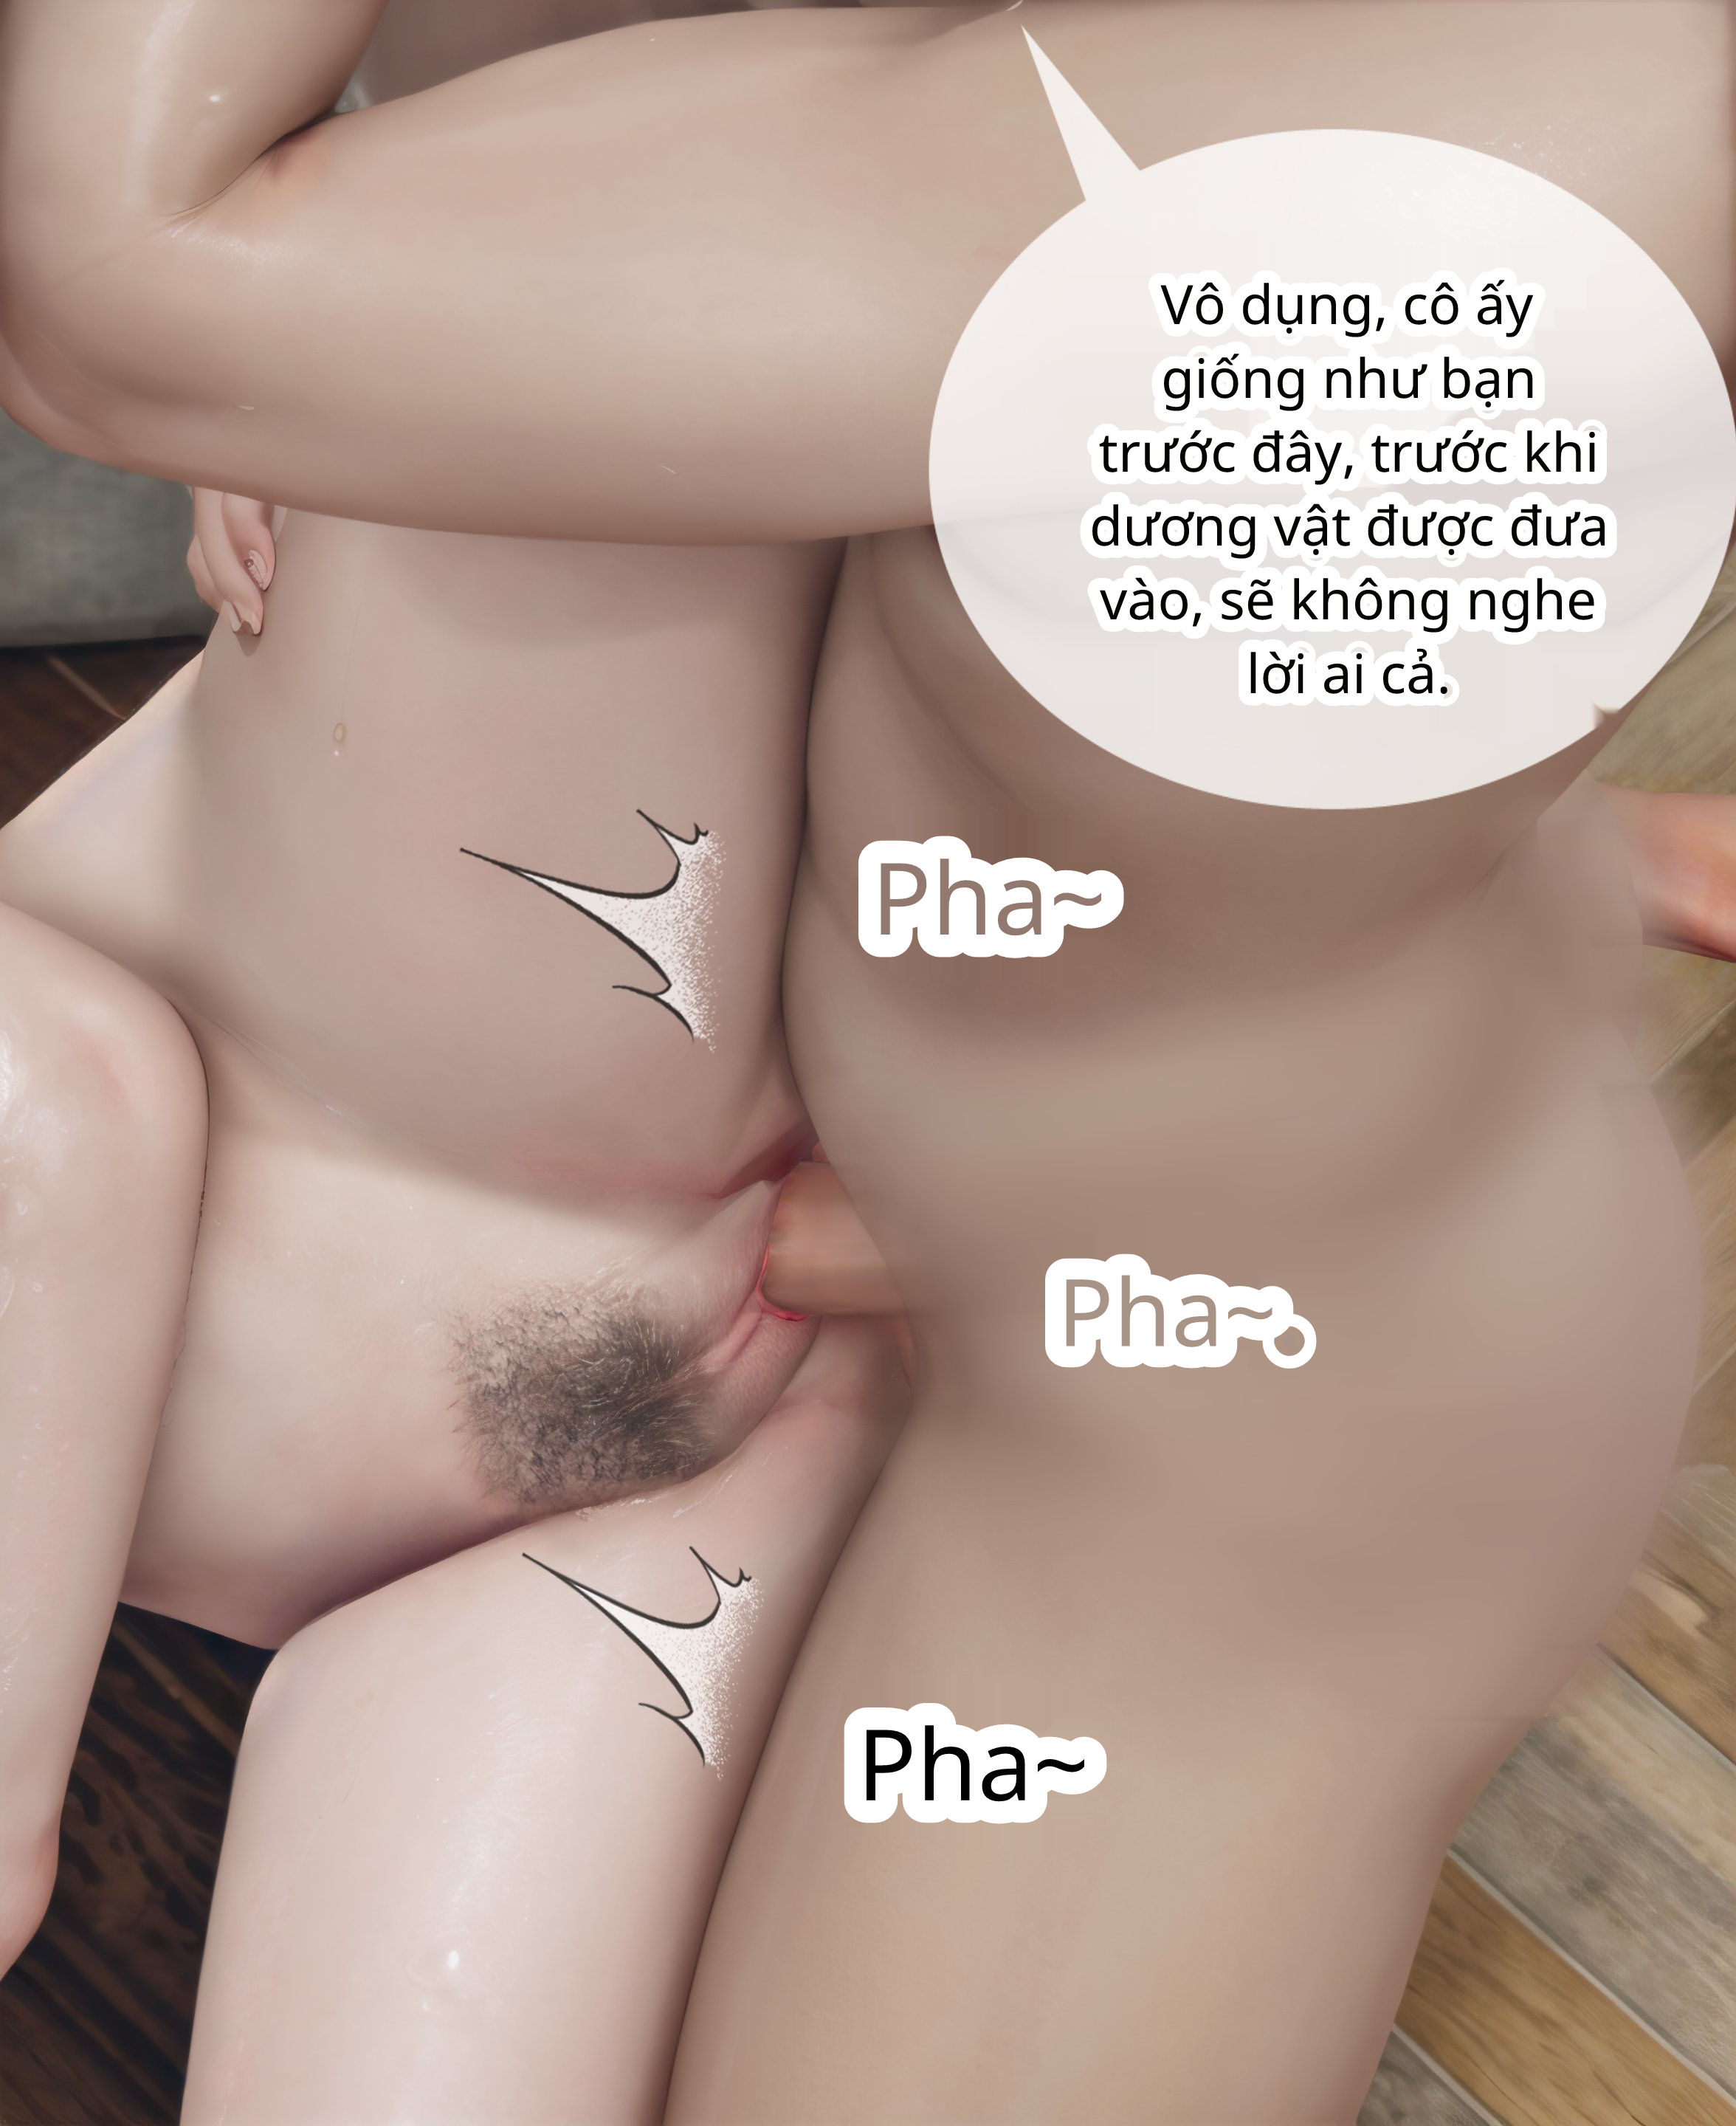 Vô dụng, cô ấy
giống như bạn
trước đây, trước khi
dương vật được đưa
vào, sẽ không nghe
lời ai cả.
Pha~
Pha~
Pha~